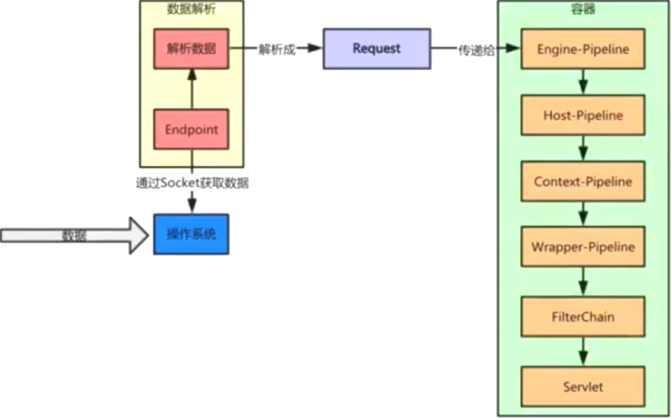 数据解析
解析数据
解析成
Request
传递给
Endpoint
通过Socket获取数据
数据
操作系统
容器
Engine-Pipeline
Host-Pipeline
Context-Pipeline
Wrapper-Pipeline
FilterChain
Servlet